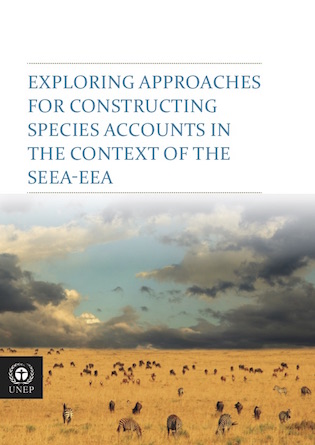 EXPLORING APPROACHES
FOR CONSTRUCTING
SPECIES ACCOUNTS IN
THE CONTEXT OF THE
SEEA-EEA
UNEP